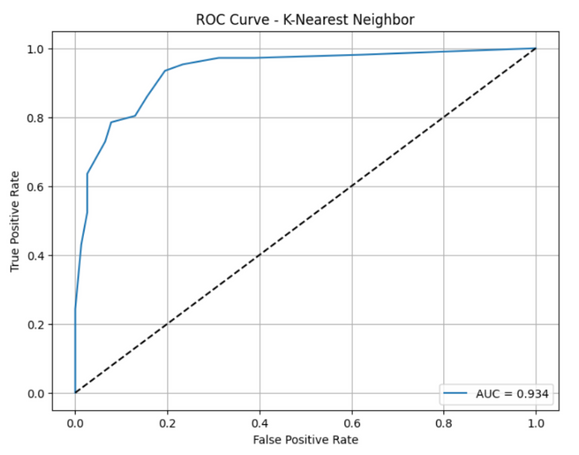 ROC Curve - K-Nearest Neighbor
True Positive Rate
1.0
0.8
0.6
0.4
0.2
0.0
0.0 0.2 0.4 0.6 0.8 1.0
False Positive Rate
AUC = 0.934